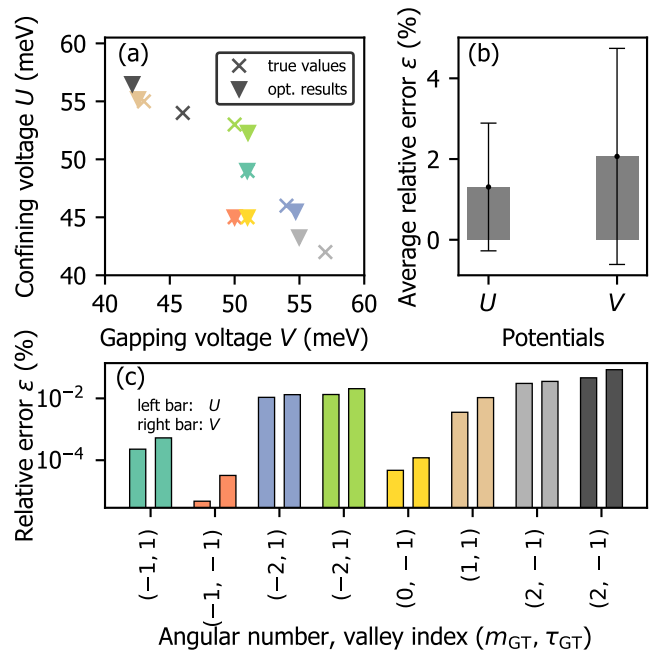 (a)
true values
opt. results
Confining voltage U (meV)
60
55
50
45
40
40 45 50 55 60
Gapping voltage V (meV)
(b)
Average relative error ε (%)
4
2
0
U V
Potentials
(c)
left bar: U
right bar: V
Relative error ε (%)
10⁻²
10⁻⁴
(−1, 1)
(−1, −1)
(−2, 1)
(−2, 1)
(0, −1)
(1, 1)
(2, −1)
(2, −1)
Angular number, valley index (m_GT, τ_GT)